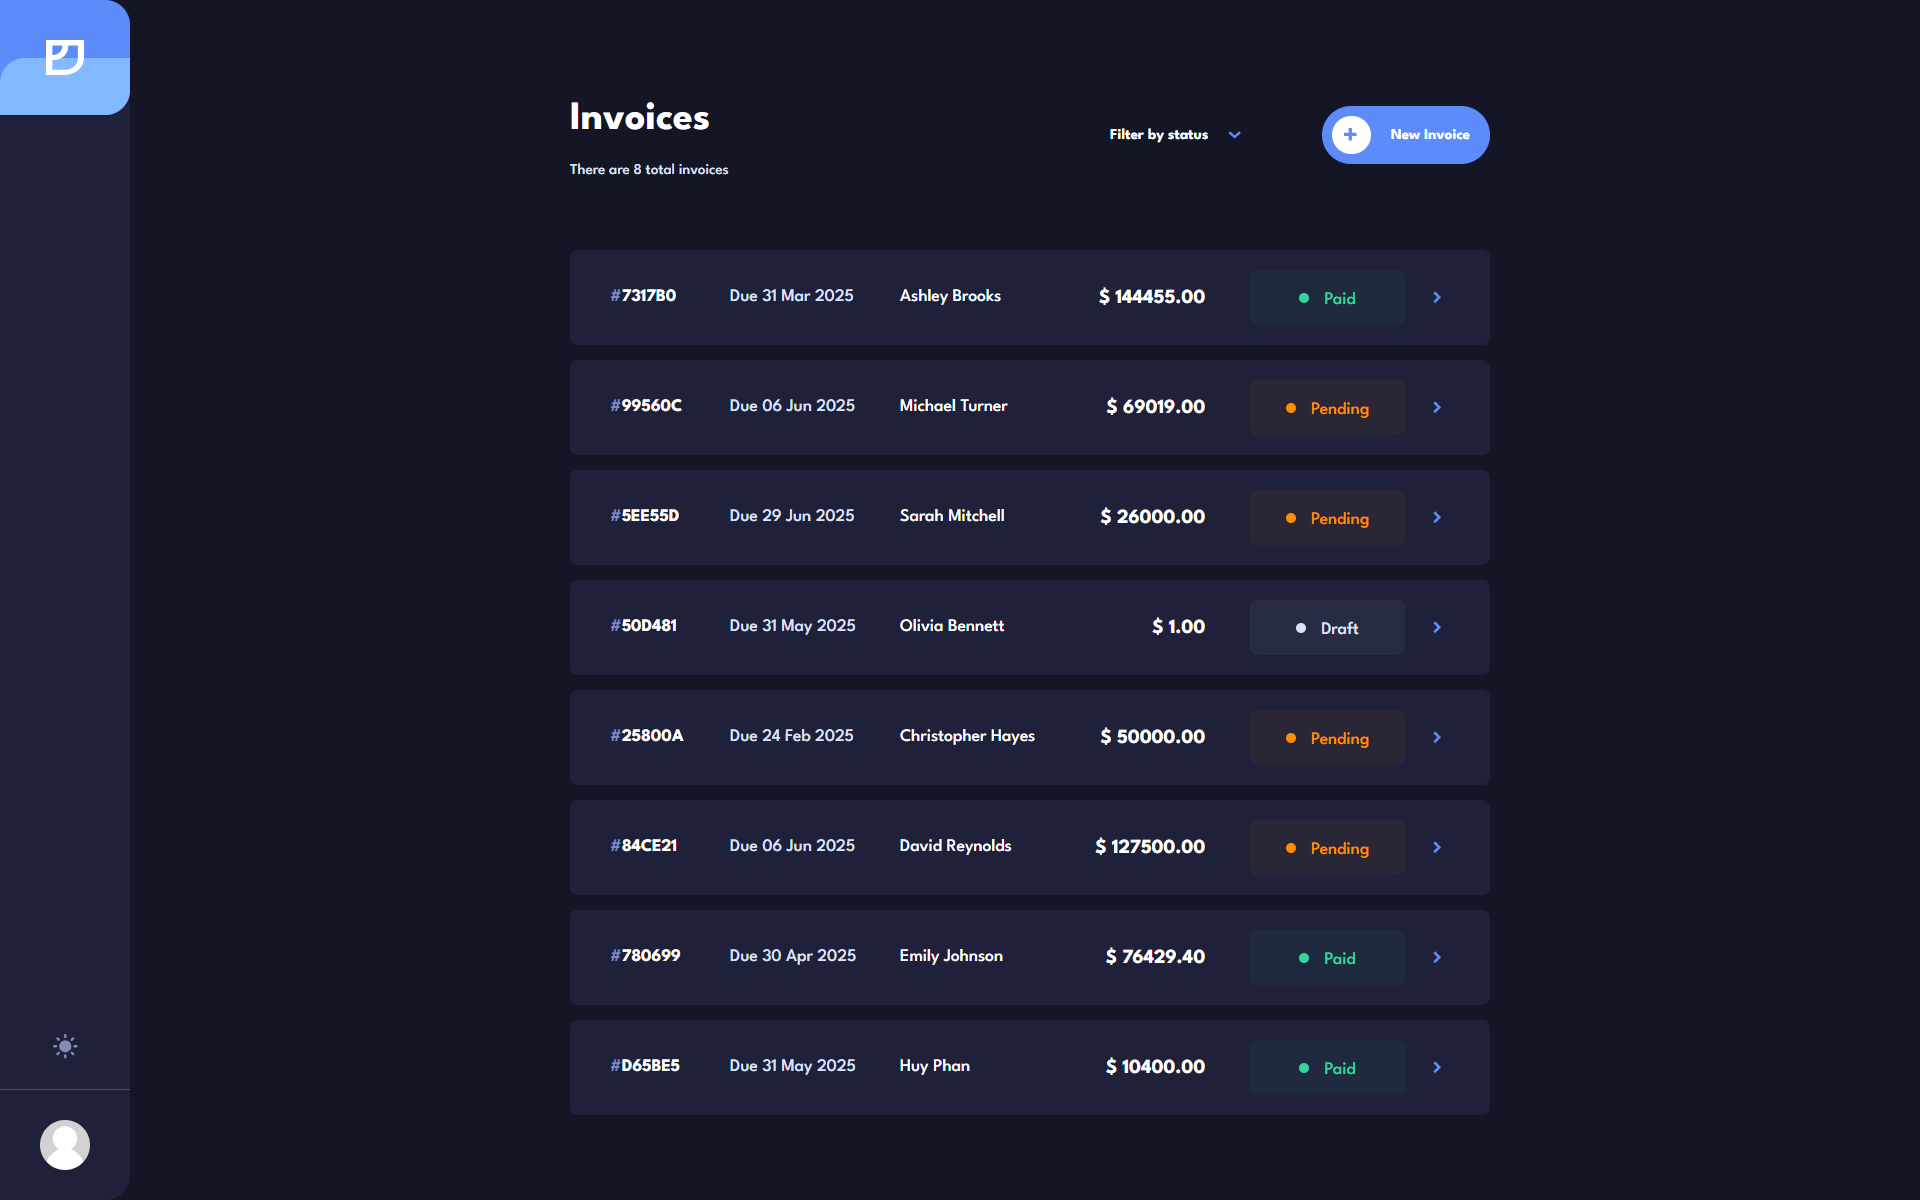 Invoices
There are 8 total invoices
Filter by status
New Invoice
#7317B0 Due 31 Mar 2025 Ashley Brooks $ 144455.00 Paid
#99560C Due 06 Jun 2025 Michael Turner $ 69019.00 Pending
#5EE55D Due 29 Jun 2025 Sarah Mitchell $ 26000.00 Pending
#50D481 Due 31 May 2025 Olivia Bennett $ 1.00 Draft
#25800A Due 24 Feb 2025 Christopher Hayes $ 50000.00 Pending
#84CE21 Due 06 Jun 2025 David Reynolds $ 127500.00 Pending
#780699 Due 30 Apr 2025 Emily Johnson $ 76429.40 Paid
#D65BE5 Due 31 May 2025 Huy Phan $ 10400.00 Paid